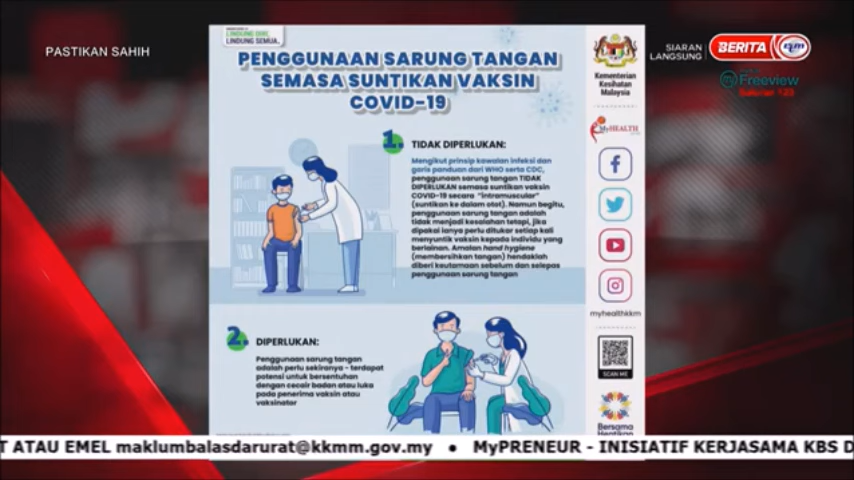 PASTIKAN SAHIH
LINDUNG DIRI,
LINDUNG SEMUA.
PENGGUNAAN SARUNG TANGAN
SEMASA SUNTIKAN VAKSIN
COVID-19
Kementerian
Kesihatan
Malaysia
SIARAN
LANGSUNG
BERITA rtm
my Freeview
Saluran 123
MyHEALTH
1. TIDAK DIPERLUKAN:
Mengikut prinsip kawalan infeksi dan
garis panduan dari WHO serta CDC,
penggunaan sarung tangan TIDAK
DIPERLUKAN semasa suntikan vaksin
COVID-19 secara "intramuscular"
(suntikan ke dalam otot). Namun begitu,
penggunaan sarung tangan adalah
tidak menjadi kesalahan tetapi, jika
dipakai ianya perlu ditukar setiap kali
menyuntik vaksin kepada individu yang
berlainan. Amalan hand hygiene
(membersihkan tangan) hendaklah
diberi keutamaan sebelum dan selepas
penggunaan sarung tangan
myhealthkkm
2. DIPERLUKAN:
Penggunaan sarung tangan
adalah perlu sekiranya - terdapat
potensi untuk bersentuhan
dengan cecair badan atau luka
pada penerima vaksin atau
vaksinator
SCAN ME
Bersama
Hentikan
T ATAU EMEL maklumbalasdarurat@kkmm.gov.my • MyPRENEUR - INISIATIF KERJASAMA KBS D